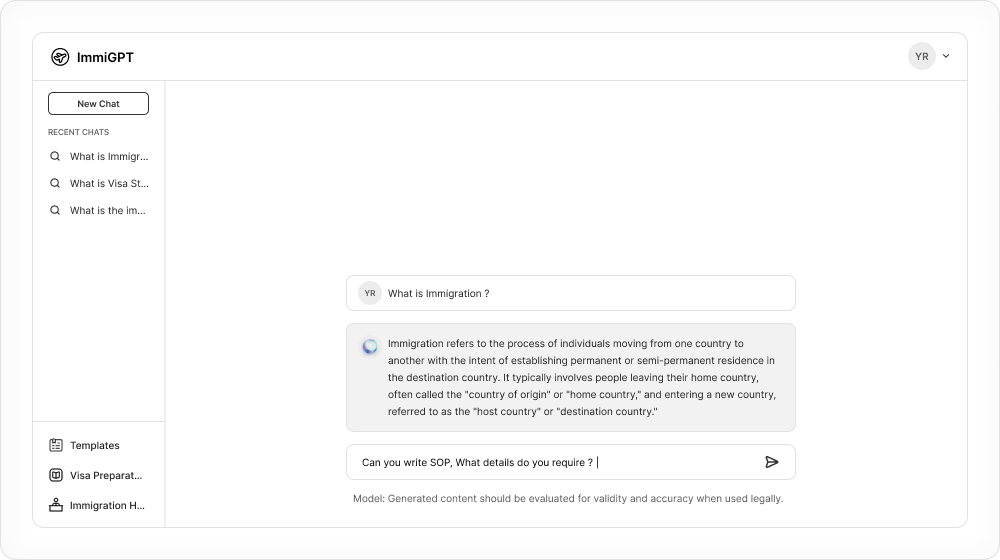 ImmiGPT
YR
New Chat
RECENT CHATS
What is Immigr...
What is Visa St...
What is the im...
YR
What is Immigration ?
Immigration refers to the process of individuals moving from one country to
another with the intent of establishing permanent or semi-permanent residence in
the destination country. It typically involves people leaving their home country,
often called the "country of origin" or "home country," and entering a new country,
referred to as the "host country" or "destination country."
Can you write SOP, What details do you require ?
Model: Generated content should be evaluated for validity and accuracy when used legally.
Templates
Visa Preparat...
Immigration H...